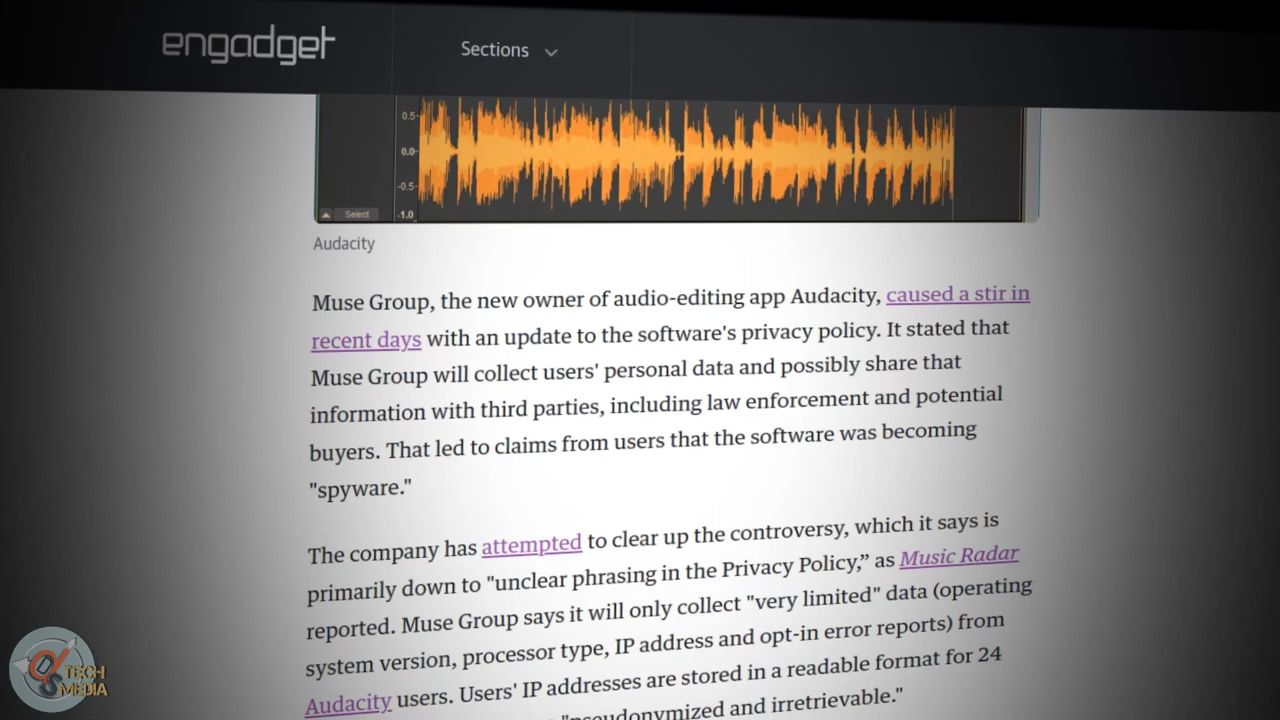 engadget
Sections
0.5
0.0
-0.5
-1.0
Select
Audacity
Muse Group, the new owner of audio-editing app Audacity, caused a stir in
recent days with an update to the software's privacy policy. It stated that
Muse Group will collect users' personal data and possibly share that
information with third parties, including law enforcement and potential
buyers. That led to claims from users that the software was becoming
"spyware."
The company has attempted to clear up the controversy, which it says is
primarily down to "unclear phrasing in the Privacy Policy,” as Music Radar
reported. Muse Group says it will only collect "very limited" data (operating
system version, processor type, IP address and opt-in error reports) from
Audacity users. Users' IP addresses are stored in a readable format for 24
"pseudonymized and irretrievable."
TECH
MEDIA